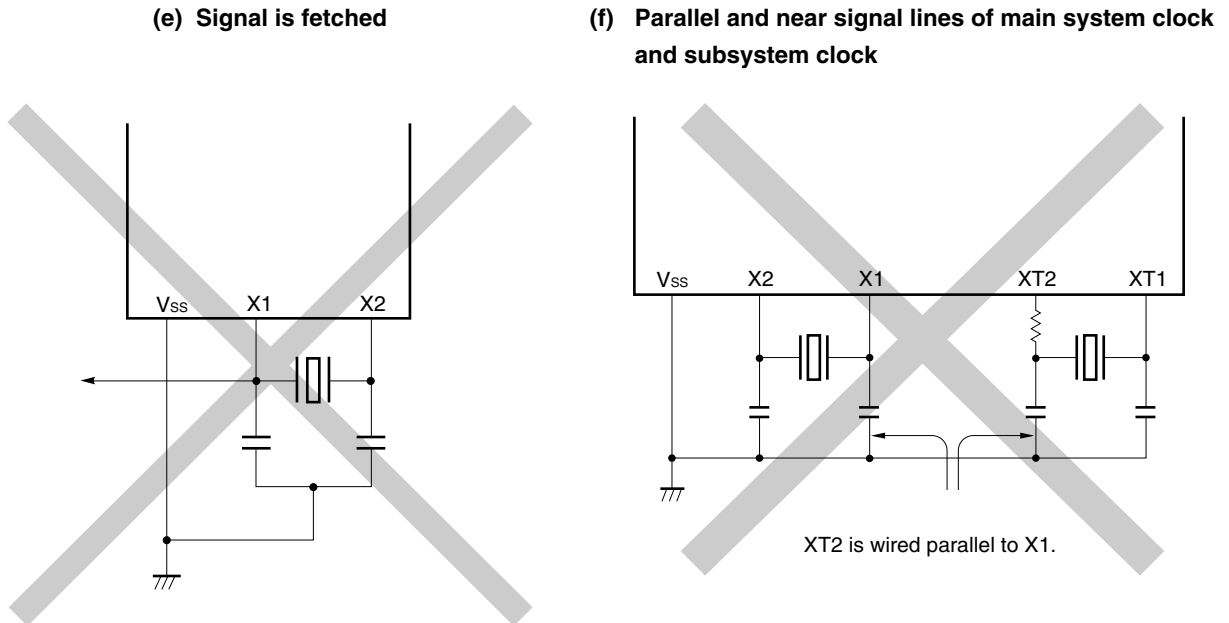 (e) Signal is fetched
VSS X1 X2
(f) Parallel and near signal lines of main system clock
and subsystem clock
VSS X2 X1 XT2 XT1
XT2 is wired parallel to X1.